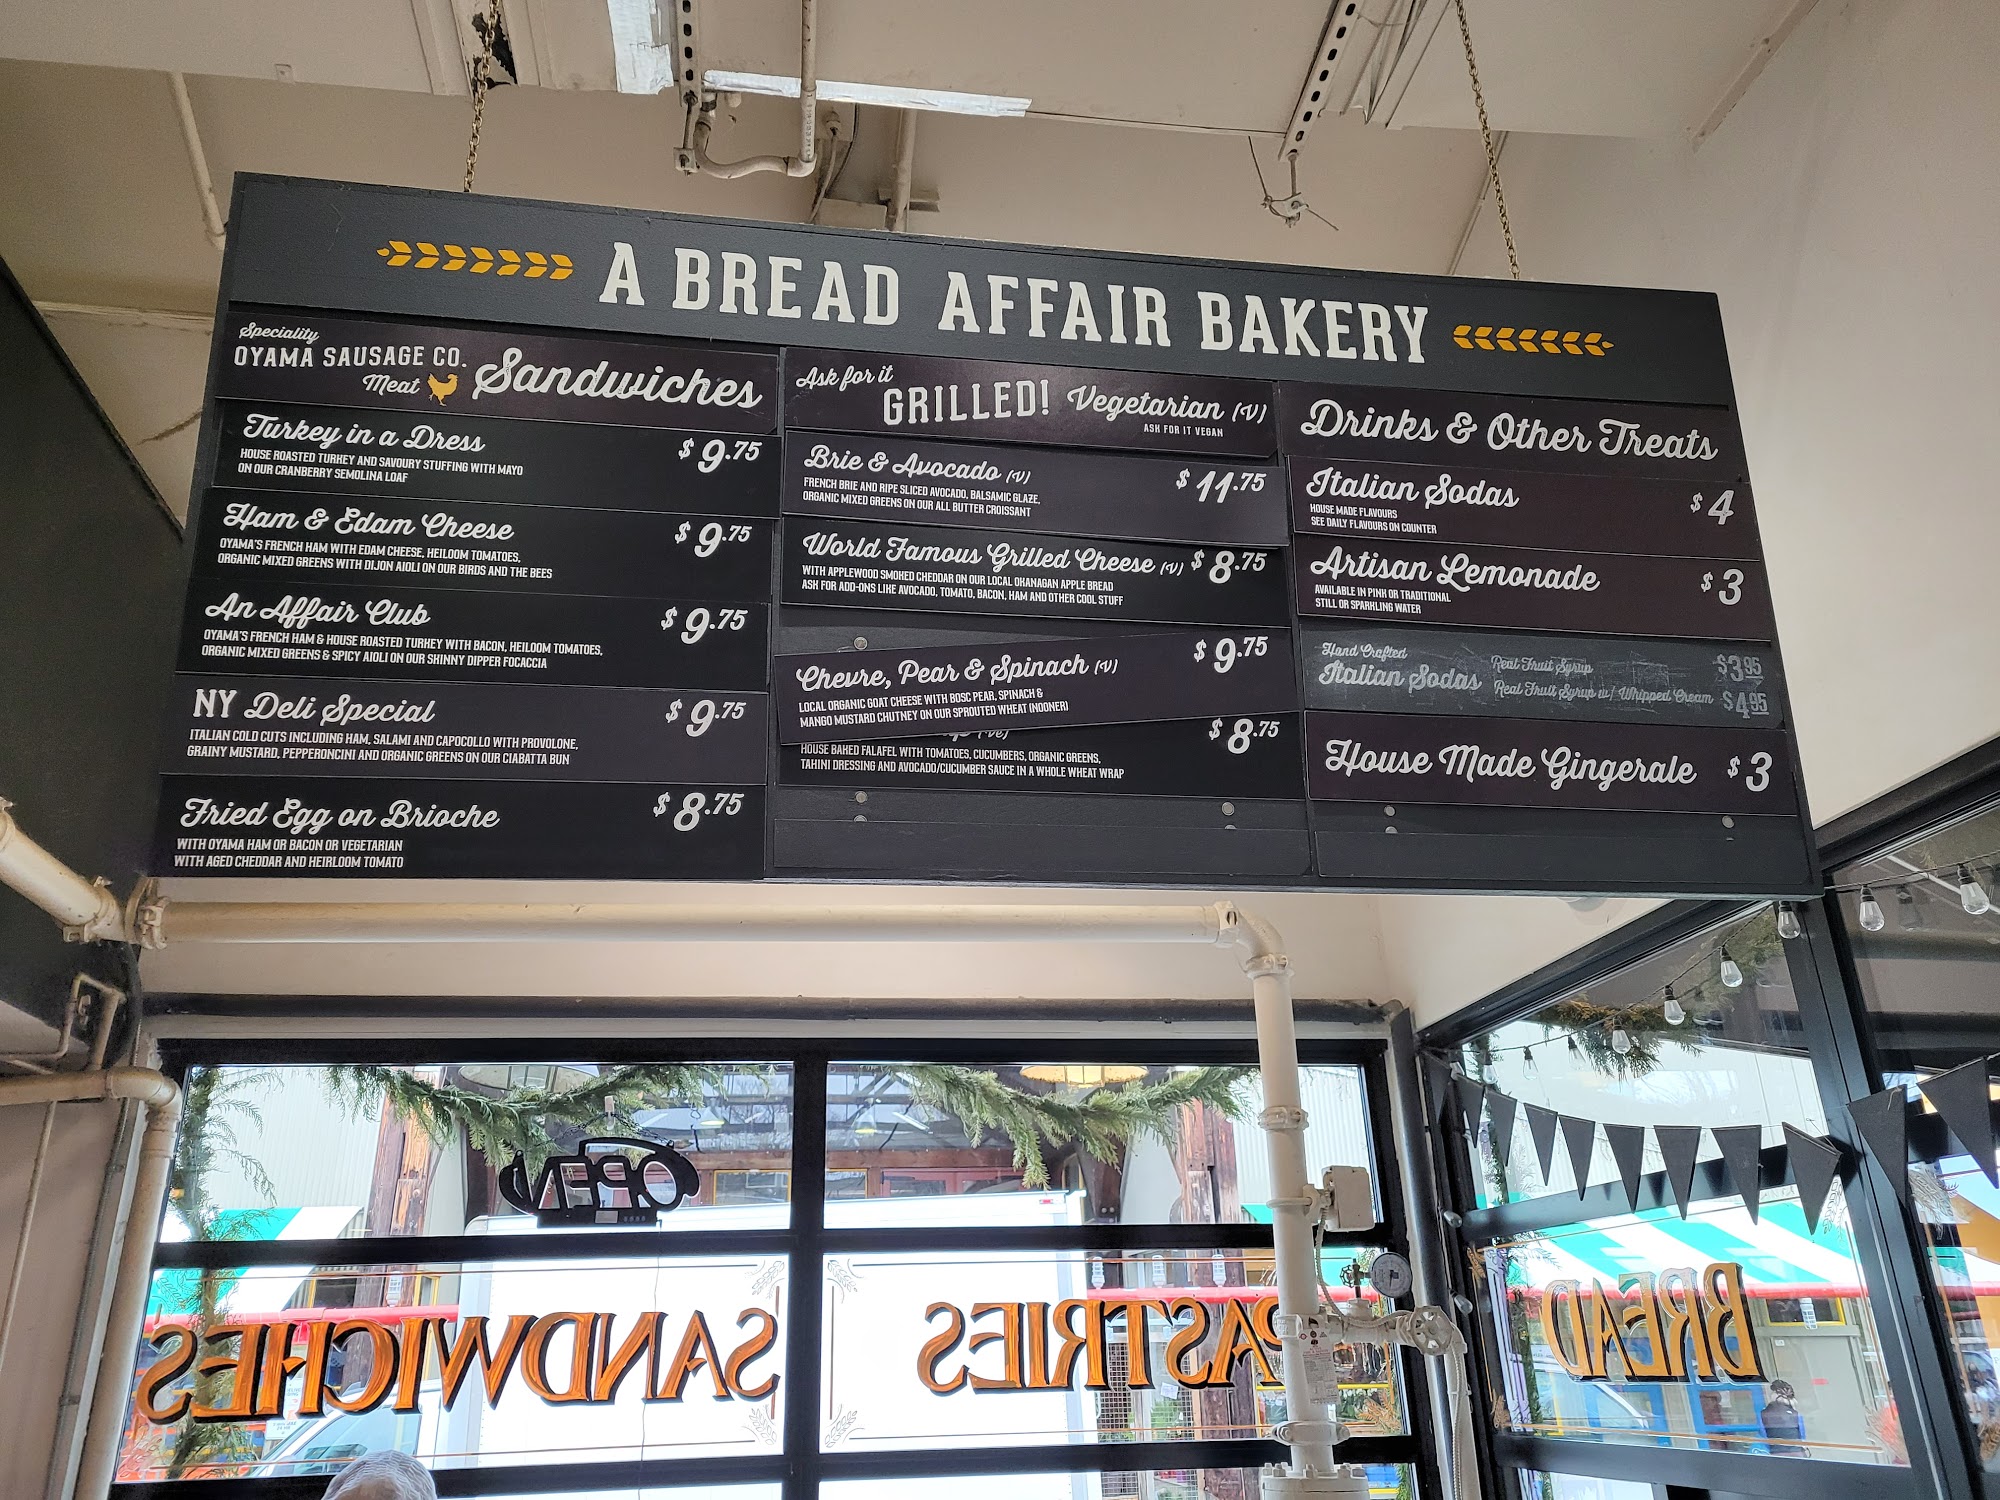 A BREAD AFFAIR BAKERY
Speciality
OYAMA SAUSAGE CO.
Meat Sandwiches
Turkey in a Dress $9.75
HOUSE ROASTED TURKEY AND SAVOURY STUFFING WITH MAYO
ON OUR CRANBERRY SEMOLINA LOAF
Ham & Edam Cheese $9.75
OYAMA'S FRENCH HAM WITH EDAM CHEESE, HEILOOM TOMATOES,
ORGANIC MIXED GREENS WITH DIJON AIOLI ON OUR BIRDS AND THE BEES
An Affair Club $9.75
OYAMA'S FRENCH HAM & HOUSE ROASTED TURKEY WITH BACON, HEILOOM TOMATOES,
ORGANIC MIXED GREENS & SPICY AIOLI ON OUR SKINNY DIPPER FOCACCIA
NY Deli Special $9.75
ITALIAN COLD CUTS INCLUDING HAM, SALAMI AND CAPOCOLLO WITH PROVOLONE,
GRAINY MUSTARD, PEPPERONCINI AND ORGANIC GREENS ON OUR CIABATTA BUN
Fried Egg on Brioche $8.75
WITH OYAMA HAM OR BACON OR VEGETARIAN
WITH AGED CHEDDAR AND HEIRLOOM TOMATO
Ask for it
GRILLED! Vegetarian (V)
ASK FOR IT VEGAN
Brie & Avocado (V) $11.75
FRENCH BRIE AND RIPE SLICED AVOCADO, BALSAMIC GLAZE,
ORGANIC MIXED GREENS ON OUR ALL BUTTER CROISSANT
World Famous Grilled Cheese (V) $8.75
WITH APPLEWOOD SMOKED CHEDDAR ON OUR LOCAL OKANAGAN APPLE BREAD
ASK FOR ADD-ONS LIKE AVOCADO, TOMATO, BACON, HAM AND OTHER COOL STUFF
Chevre, Pear & Spinach (V) $9.75
LOCAL ORGANIC GOAT CHEESE WITH BOSC PEAR, SPINACH &
MANGO MUSTARD CHUTNEY ON OUR SPROUTED WHEAT (NOONER)
(Ve) $8.75
HOUSE BAKED FALAFEL WITH TOMATOES, CUCUMBERS, ORGANIC GREENS,
TAHINI DRESSING AND AVOCADO/CUCUMBER SAUCE IN A WHOLE WHEAT WRAP
Drinks & Other Treats
Italian Sodas $4
HOUSE MADE FLAVOURS
SEE DAILY FLAVOURS ON COUNTER
Artisan Lemonade $3
AVAILABLE IN PINK OR TRADITIONAL
STILL OR SPARKLING WATER
Hand Crafted
Italian Sodas
Real Fruit Syrup $3.95
Real Fruit Syrup w/ Whipped Cream $4.95
House Made Gingerale $3
OPEN
SANDWICHES
PASTRIES
BREAD